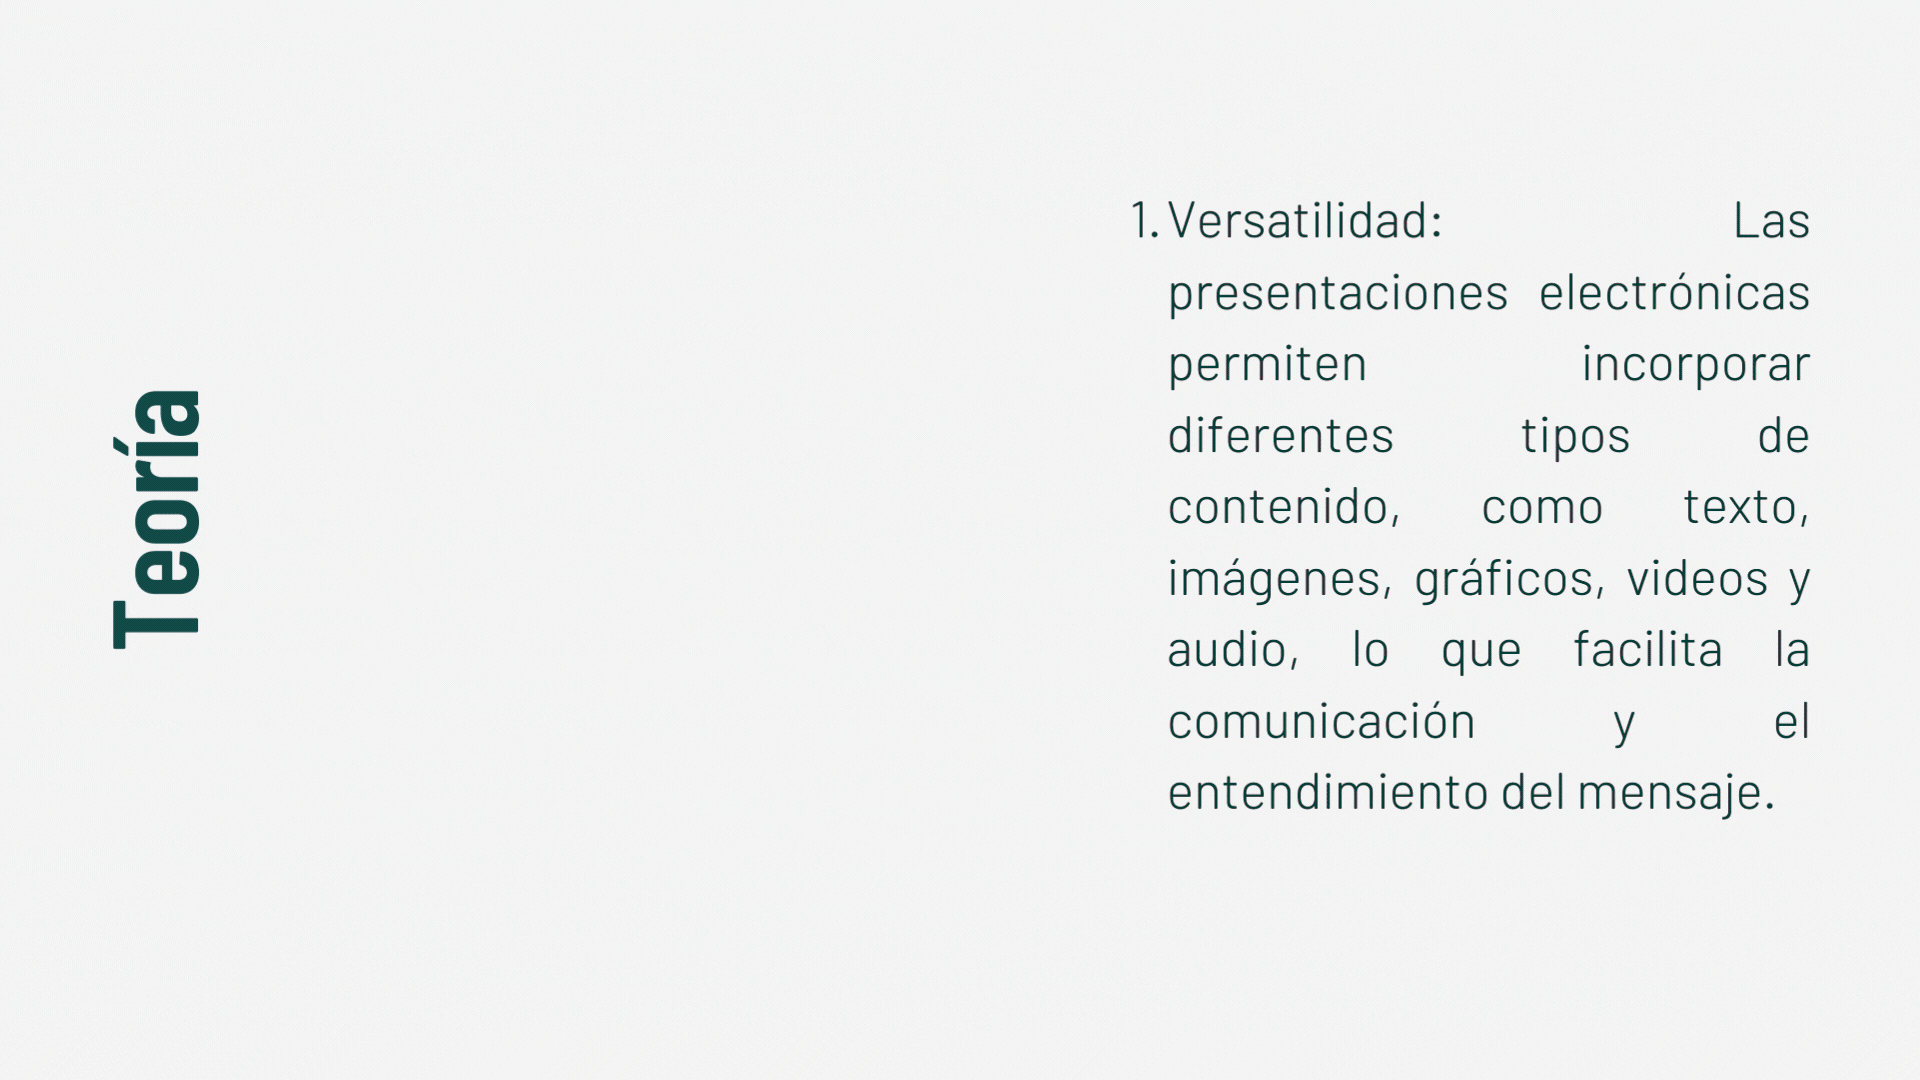 Teoría
1. Versatilidad: Las
presentaciones electrónicas
permiten incorporar
diferentes tipos de
contenido, como texto,
imágenes, gráficos, videos y
audio, lo que facilita la
comunicación y el
entendimiento del mensaje.